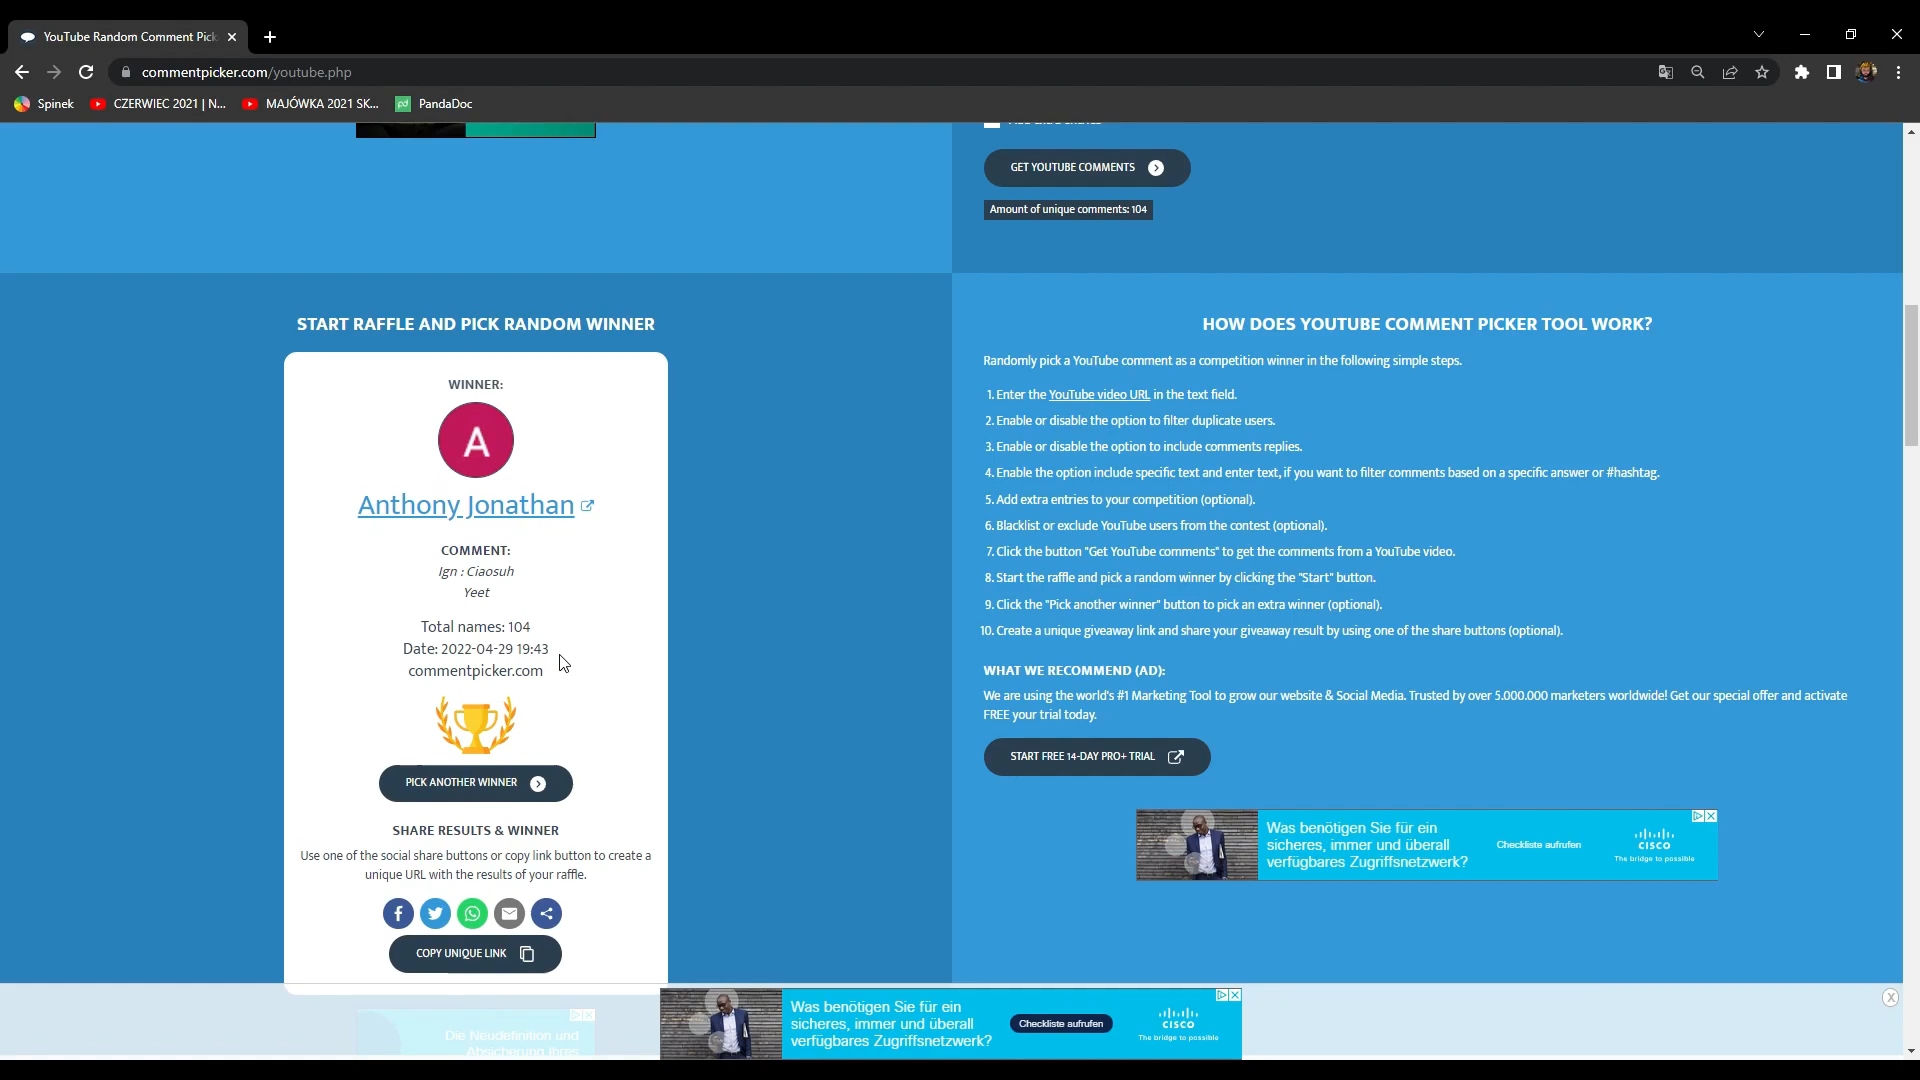 YouTube Random Comment Pick
commentpicker.com/youtube.php
Spinek
CZERWIEC 2021 | N...
MAJÓWKA 2021 SK...
pd
PandaDoc
GET YOUTUBE COMMENTS
Amount of unique comments: 104
START RAFFLE AND PICK RANDOM WINNER
WINNER:
A
Anthony Jonathan
COMMENT:
Ign : Ciaosuh
Yeet
Total names: 104
Date: 2022-04-29 19:43
commentpicker.com
PICK ANOTHER WINNER
SHARE RESULTS & WINNER
Use one of the social share buttons or copy link button to create a
unique URL with the results of your raffle.
COPY UNIQUE LINK
HOW DOES YOUTUBE COMMENT PICKER TOOL WORK?
Randomly pick a YouTube comment as a competition winner in the following simple steps.
1. Enter the YouTube video URL in the text field.
2. Enable or disable the option to filter duplicate users.
3. Enable or disable the option to include comments replies.
4. Enable the option include specific text and enter text, if you want to filter comments based on a specific answer or #hashtag.
5. Add extra entries to your competition (optional).
6. Blacklist or exclude YouTube users from the contest (optional).
7. Click the button "Get YouTube comments" to get the comments from a YouTube video.
8. Start the raffle and pick a random winner by clicking the "Start" button.
9. Click the "Pick another winner" button to pick an extra winner (optional).
10. Create a unique giveaway link and share your giveaway result by using one of the share buttons (optional).
WHAT WE RECOMMEND (AD):
We are using the world's #1 Marketing Tool to grow our website & Social Media. Trusted by over 5.000.000 marketers worldwide! Get our special offer and activate
FREE your trial today.
START FREE 14-DAY PRO+ TRIAL
Was benötigen Sie für ein
sicheres, immer und überall
verfügbares Zugriffsnetzwerk?
Checkliste aufrufen
CISCO
The bridge to possible
Die Neudefinition und
Absicherung Ihres
Was benötigen Sie für ein
sicheres, immer und überall
verfügbares Zugriffsnetzwerk?
Checkliste aufrufen
CISCO
The bridge to possible
X